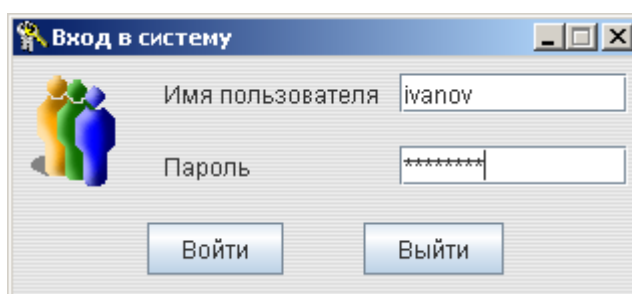 Вход в систему
Имя пользователя ivanov
Пароль ********
Войти Выйти